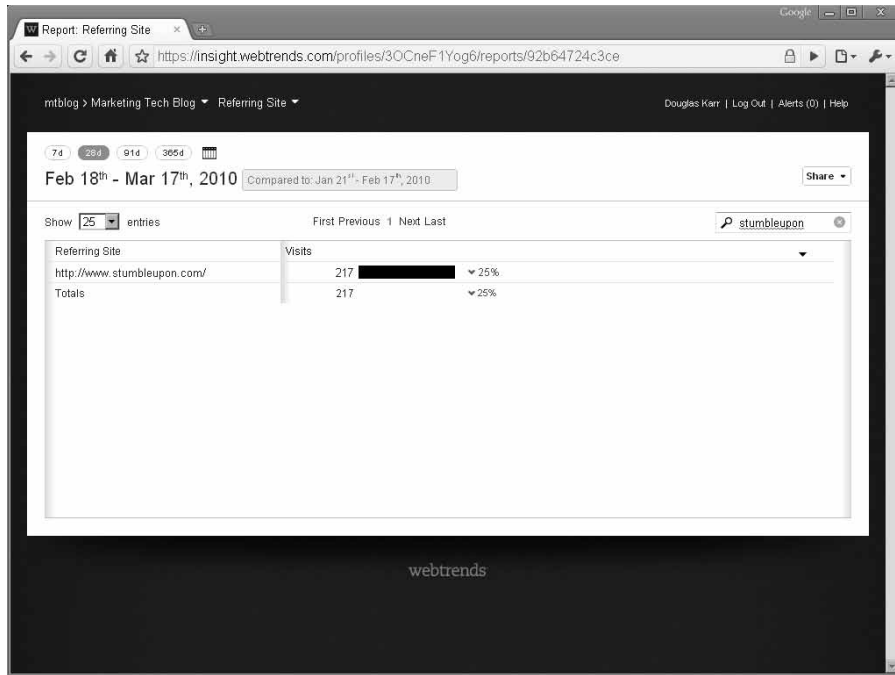 Google
W Report: Referring Site
https://insight.webtrends.com/profiles/3OCneF1Yog6/reports/92b64724c3ce
mtblog > Marketing Tech Blog Referring Site
Douglas Karr | Log Out | Alerts (0) | Help
7d 28d 91d 365d
Feb 18th - Mar 17th, 2010 Compared to: Jan 21st - Feb 17th, 2010
Share
Show 25 entries First Previous 1 Next Last stumbleupon
Referring Site Visits
http://www.stumbleupon.com/ 217 25%
Totals 217 25%
webtrends